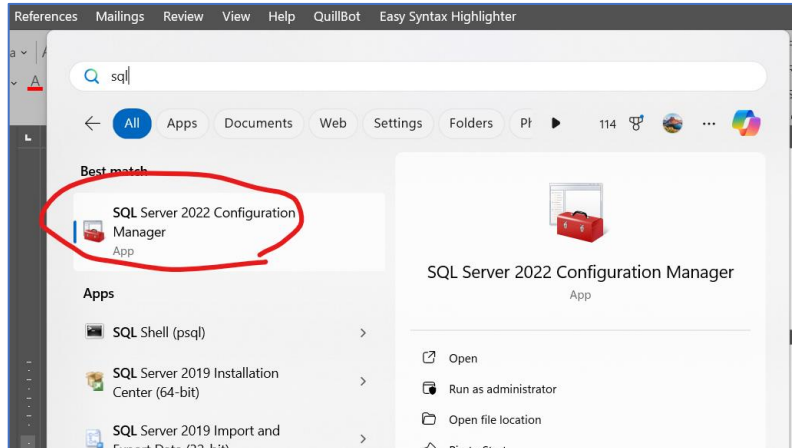 References Mailings Review View Help QuillBot Easy Syntax Highlighter
A
sql
All Apps Documents Web Settings Folders 114 ...
Best match
SQL Server 2022 Configuration
Manager
App
SQL Server 2022 Configuration Manager
App
Apps
SQL Shell (psql)
SQL Server 2019 Installation
Center (64-bit)
SQL Server 2019 Import and
Open
Run as administrator
Open file location